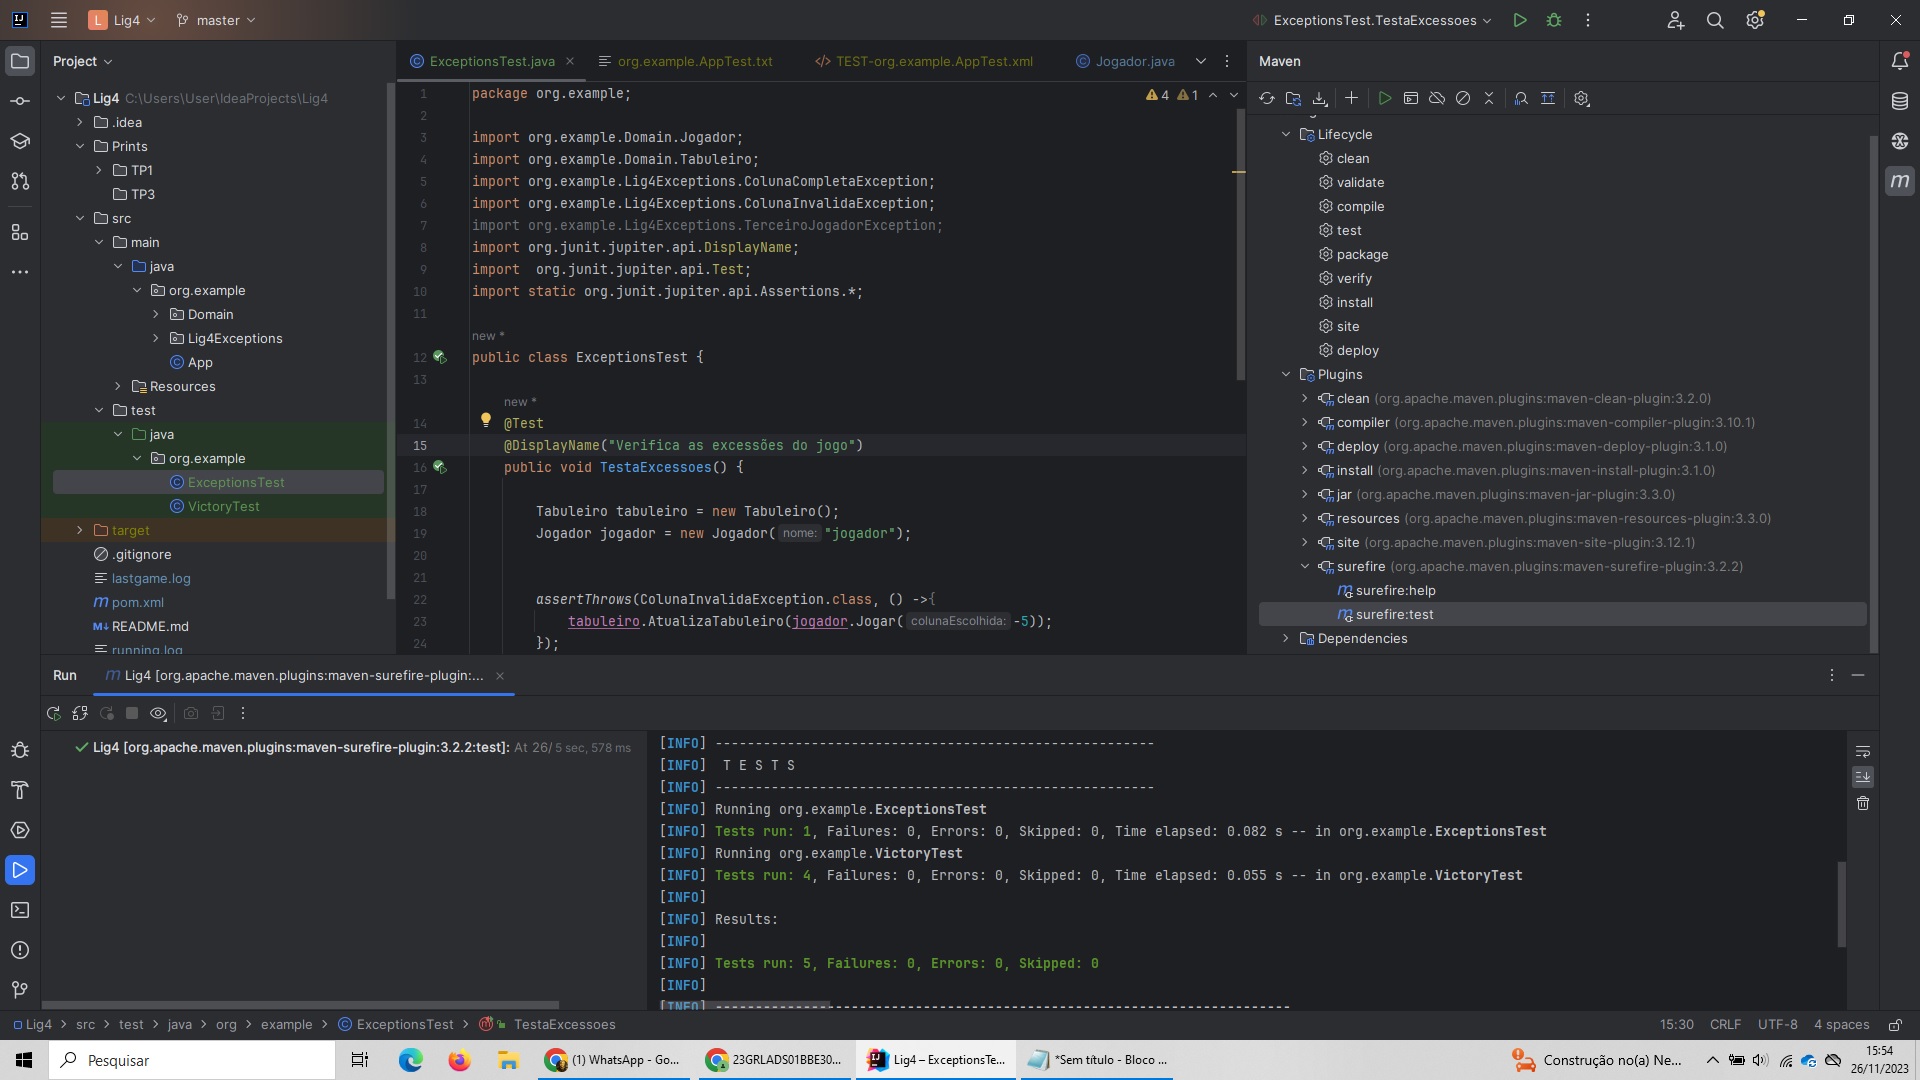 Lig4
master
ExceptionsTest.TestaExcessoes
Project
ExceptionsTest.java
org.example.AppTest.txt
TEST-org.example.AppTest.xml
Jogador.java
Maven
Lig4 C:\Users\User\IdeaProjects\Lig4
.idea
Prints
TP1
TP3
src
main
java
org.example
Domain
Lig4Exceptions
App
Resources
test
java
org.example
ExceptionsTest
VictoryTest
target
.gitignore
lastgame.log
pom.xml
README.md
running.log
4 1
1 package org.example;
2
3 import org.example.Domain.Jogador;
4 import org.example.Domain.Tabuleiro;
5 import org.example.Lig4Exceptions.ColunaCompletaException;
6 import org.example.Lig4Exceptions.ColunaInvalidaException;
7 import org.example.Lig4Exceptions.TerceiroJogadorException;
8 import org.junit.jupiter.api.DisplayName;
9 import  org.junit.jupiter.api.Test;
10 import static org.junit.jupiter.api.Assertions.*;
11
new *
12 public class ExceptionsTest {
13
new *
14 @Test
15 @DisplayName("Verifica as excessões do jogo")
16 public void TestaExcessoes() {
17
18 Tabuleiro tabuleiro = new Tabuleiro();
19 Jogador jogador = new Jogador( nome: "jogador");
20
21
22 assertThrows(ColunaInvalidaException.class, () ->{
23 tabuleiro.AtualizaTabuleiro(jogador.Jogar( colunaEscolhida: -5));
24 });
Lifecycle
clean
validate
compile
test
package
verify
install
site
deploy
Plugins
clean (org.apache.maven.plugins:maven-clean-plugin:3.2.0)
compiler (org.apache.maven.plugins:maven-compiler-plugin:3.10.1)
deploy (org.apache.maven.plugins:maven-deploy-plugin:3.1.0)
install (org.apache.maven.plugins:maven-install-plugin:3.1.0)
jar (org.apache.maven.plugins:maven-jar-plugin:3.3.0)
resources (org.apache.maven.plugins:maven-resources-plugin:3.3.0)
site (org.apache.maven.plugins:maven-site-plugin:3.12.1)
surefire (org.apache.maven.plugins:maven-surefire-plugin:3.2.2)
surefire:help
surefire:test
Dependencies
Run
Lig4 [org.apache.maven.plugins:maven-surefire-plugin:...
Lig4 [org.apache.maven.plugins:maven-surefire-plugin:3.2.2:test]: At 26/ 5 sec, 578 ms
[INFO] -------------------------------------------------------
[INFO]  T E S T S
[INFO] -------------------------------------------------------
[INFO] Running org.example.ExceptionsTest
[INFO] Tests run: 1, Failures: 0, Errors: 0, Skipped: 0, Time elapsed: 0.082 s -- in org.example.ExceptionsTest
[INFO] Running org.example.VictoryTest
[INFO] Tests run: 4, Failures: 0, Errors: 0, Skipped: 0, Time elapsed: 0.055 s -- in org.example.VictoryTest
[INFO]
[INFO] Results:
[INFO]
[INFO] Tests run: 5, Failures: 0, Errors: 0, Skipped: 0
[INFO]
[INFO] ------------------------------------------------------------------------
Lig4 > src > test > java > org > example > ExceptionsTest > TestaExcessoes
15:30 CRLF UTF-8 4 spaces
Pesquisar
(1) WhatsApp - Go...
23GRLADS01BBE30...
Lig4 – ExceptionsTe...
*Sem título - Bloco ...
Construção no(a) Ne...
15:54
26/11/2023